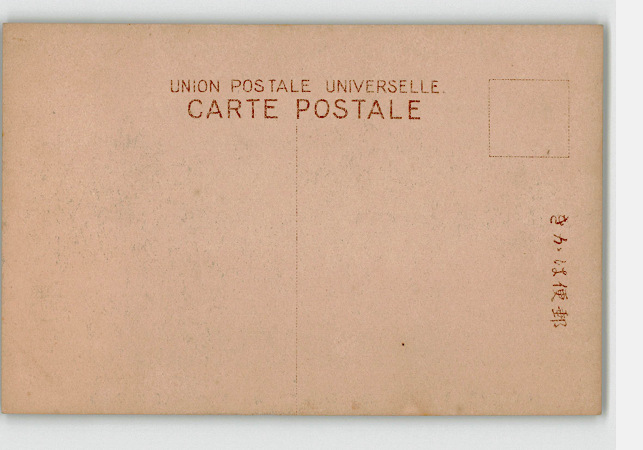 UNION POSTALE UNIVERSELLE.
CARTE POSTALE
きかは便郵